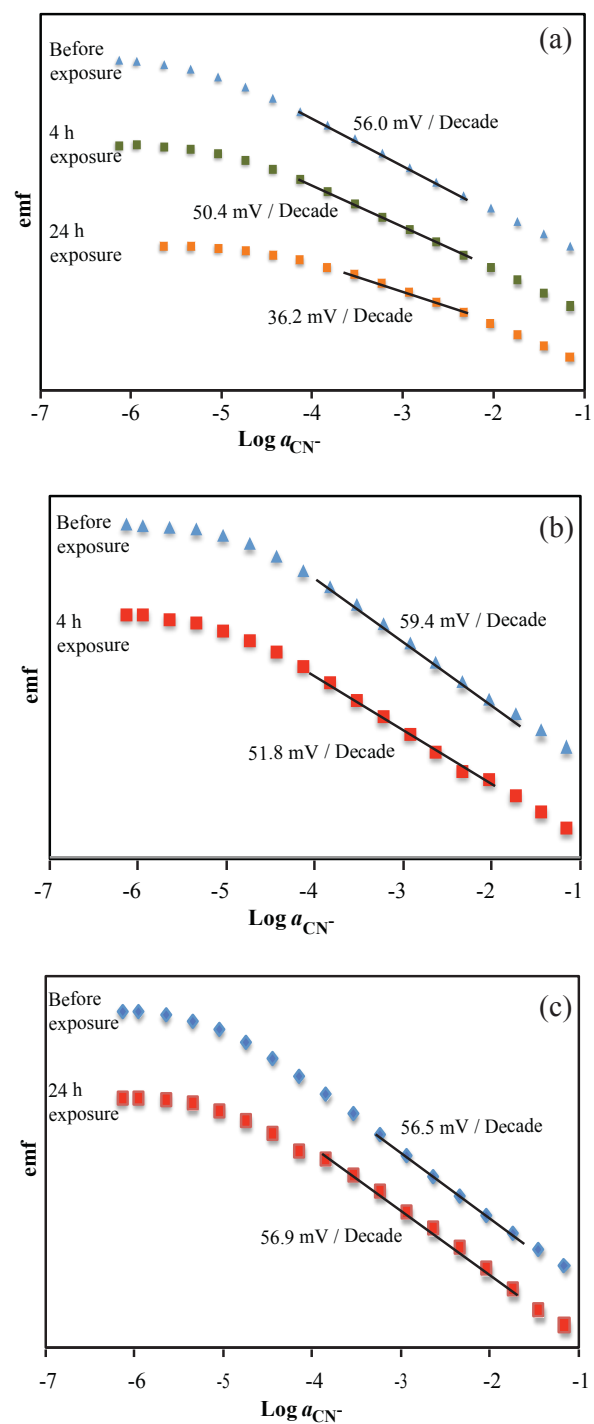 (a)
Before
exposure
56.0 mV / Decade
4 h
exposure
50.4 mV / Decade
24 h
exposure
36.2 mV / Decade
emf
-7 -6 -5 -4 -3 -2 -1
Log aCN-
(b)
Before
exposure
59.4 mV / Decade
4 h
exposure
51.8 mV / Decade
emf
-7 -6 -5 -4 -3 -2 -1
Log aCN-
(c)
Before
exposure
56.5 mV / Decade
24 h
exposure
56.9 mV / Decade
emf
-7 -6 -5 -4 -3 -2 -1
Log aCN-